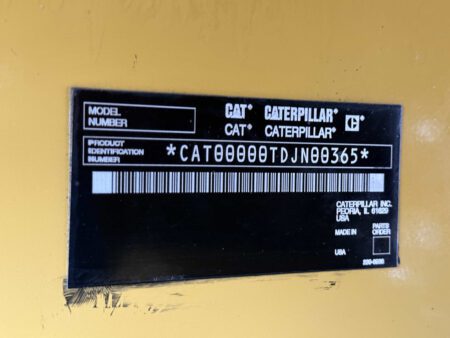 MODEL
NUMBER
CAT® CATERPILLAR® C®
CAT® CATERPILLAR®
PRODUCT
IDENTIFICATION
NUMBER
*CAT00000TDJN00365*
CATERPILLAR INC.
PEORIA, IL 61629
USA
MADE IN
PARTS
ORDER
USA